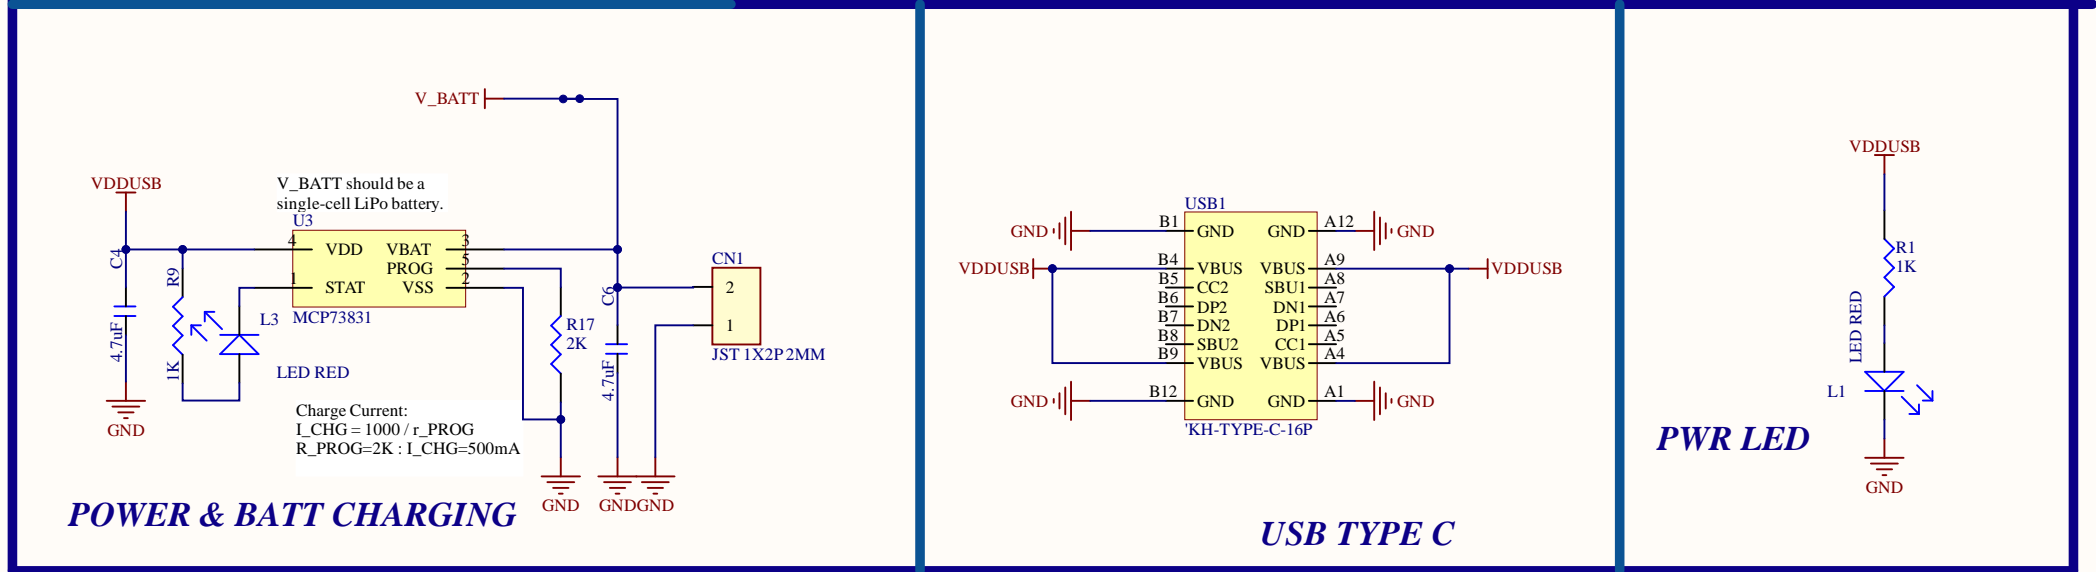 V_BATT
VDDUSB
V_BATT should be a
single-cell LiPo battery.
U3
4
VDD
VBAT
3
PROG
5
1
STAT
VSS
2
MCP73831
C4
4.7uF
GND
R9
1K
L3
LED RED
R17
2K
C6
4.7uF
CN1
2
1
JST 1X2P 2MM
Charge Current:
I_CHG = 1000 / r_PROG
R_PROG=2K : I_CHG=500mA
GND
GND
GND
POWER & BATT CHARGING
USB1
GND
B1
GND
GND
A12
GND
VDDUSB
B4
VBUS
VBUS
A9
VDDUSB
B5
CC2
SBU1
A8
B6
DP2
DN1
A7
B7
DN2
DP1
A6
B8
SBU2
CC1
A5
B9
VBUS
VBUS
A4
GND
B12
GND
GND
A1
GND
'KH-TYPE-C-16P
USB TYPE C
VDDUSB
R1
1K
LED RED
L1
GND
PWR LED